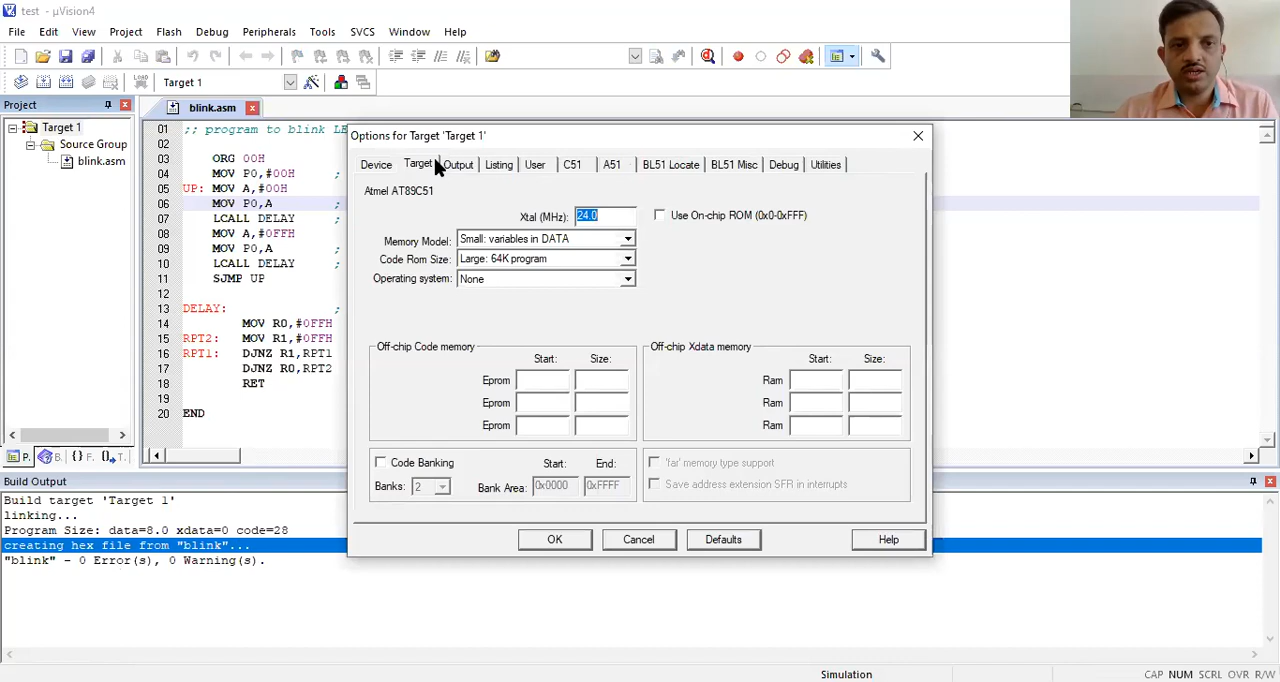 test - µVision4
File Edit View Project Flash Debug Peripherals Tools SVCS Window Help
LOAD Target 1
Project
blink.asm
Target 1
Source Group
blink.asm
P. B. {} F. T.
01 ;; program to blink LE
02
03 ORG 00H
04 MOV P0,#00H ;
05 UP: MOV A,#00H
06 MOV P0,A ;
07 LCALL DELAY ;
08 MOV A,#0FFH
09 MOV P0,A ;
10 LCALL DELAY ;
11 SJMP UP
12
13 DELAY: ;
14 MOV R0,#0FFH
15 RPT2: MOV R1,#0FFH
16 RPT1: DJNZ R1,RPT1
17 DJNZ R0,RPT2
18 RET
19
20 END
Options for Target 'Target 1'
Device Target Output Listing User C51 A51 BL51 Locate BL51 Misc Debug Utilities
Atmel AT89C51
Xtal (MHz): 24.0 Use On-chip ROM (0x0-0xFFF)
Memory Model: Small: variables in DATA
Code Rom Size: Large: 64K program
Operating system: None
Off-chip Code memory
Start: Size:
Eprom
Eprom
Eprom
Off-chip Xdata memory
Start: Size:
Ram
Ram
Ram
Code Banking Start: End:
Banks: 2 Bank Area: 0x0000 0xFFFF
'far' memory type support
Save address extension SFR in interrupts
OK Cancel Defaults Help
Build Output
Build target 'Target 1'
linking...
Program Size: data=8.0 xdata=0 code=28
creating hex file from "blink"...
"blink" - 0 Error(s), 0 Warning(s).
Simulation CAP NUM SCRL OVR R/W